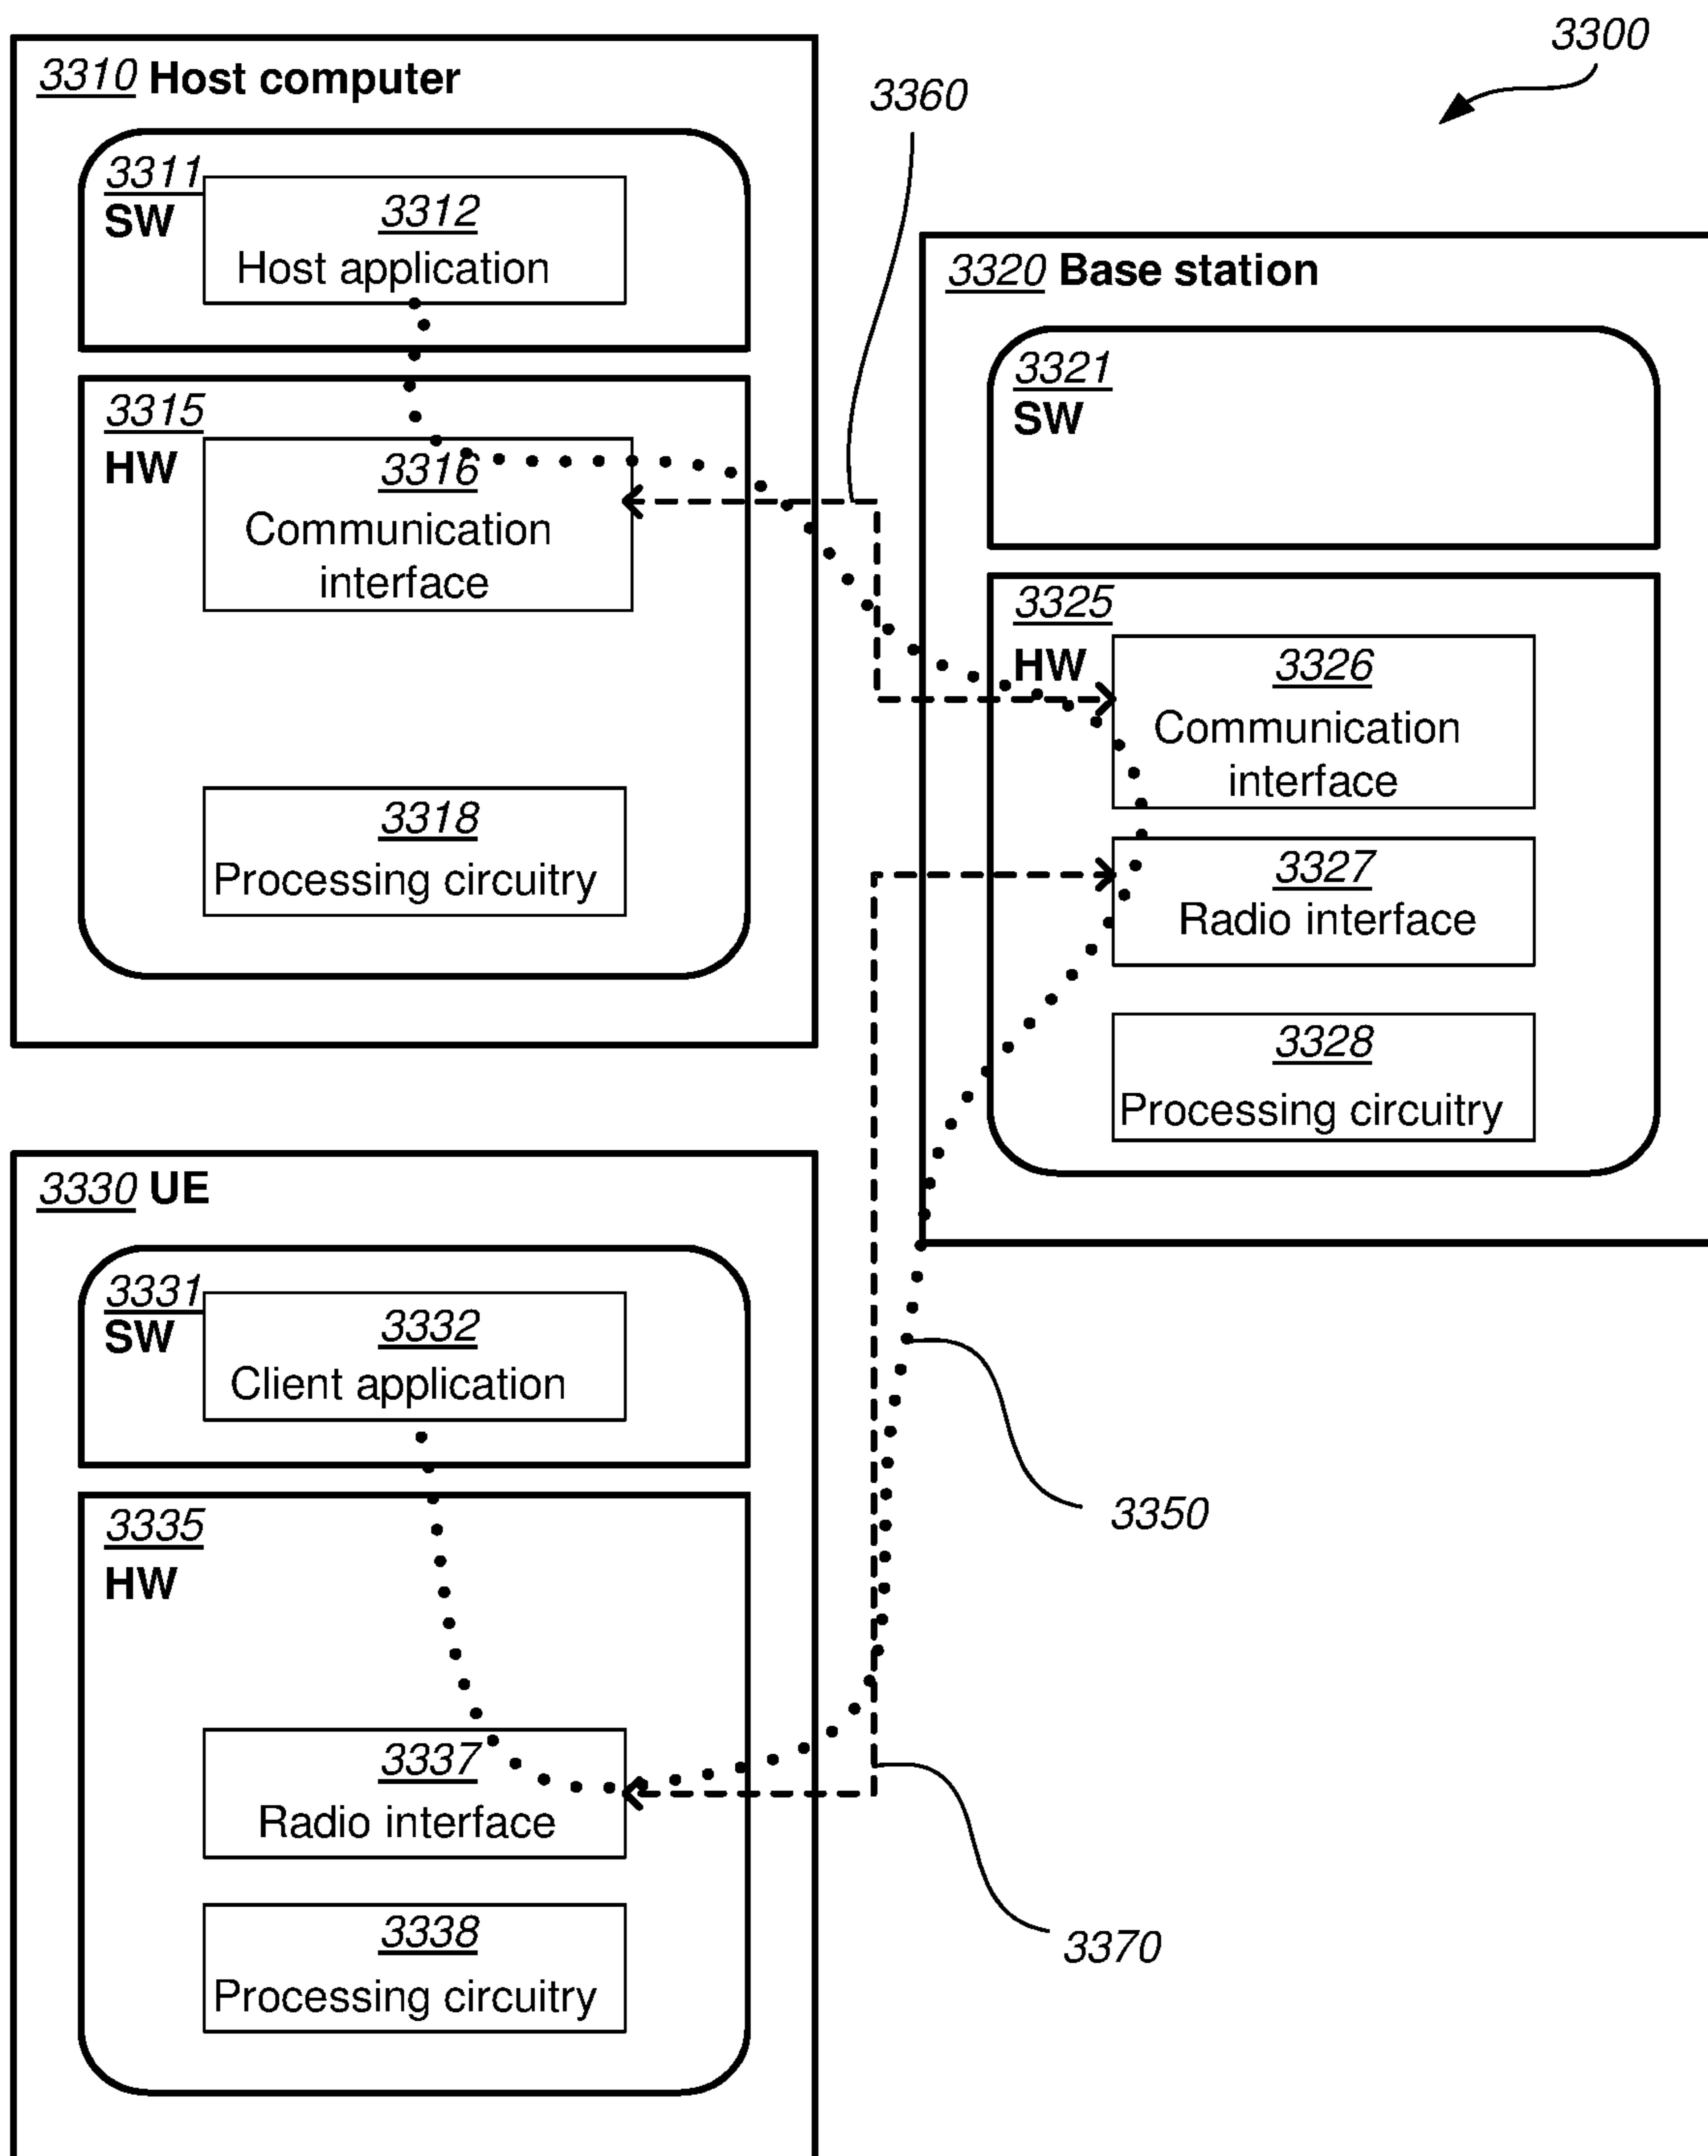 3300
3310 Host computer
3311
SW
3312
Host application
3315
HW
3316
Communication
interface
3318
Processing circuitry
3360
3320 Base station
3321
SW
3325
HW
3326
Communication
interface
3327
Radio interface
3328
Processing circuitry
3330 UE
3331
SW
3332
Client application
3335
HW
3337
Radio interface
3338
Processing circuitry
3350
3370